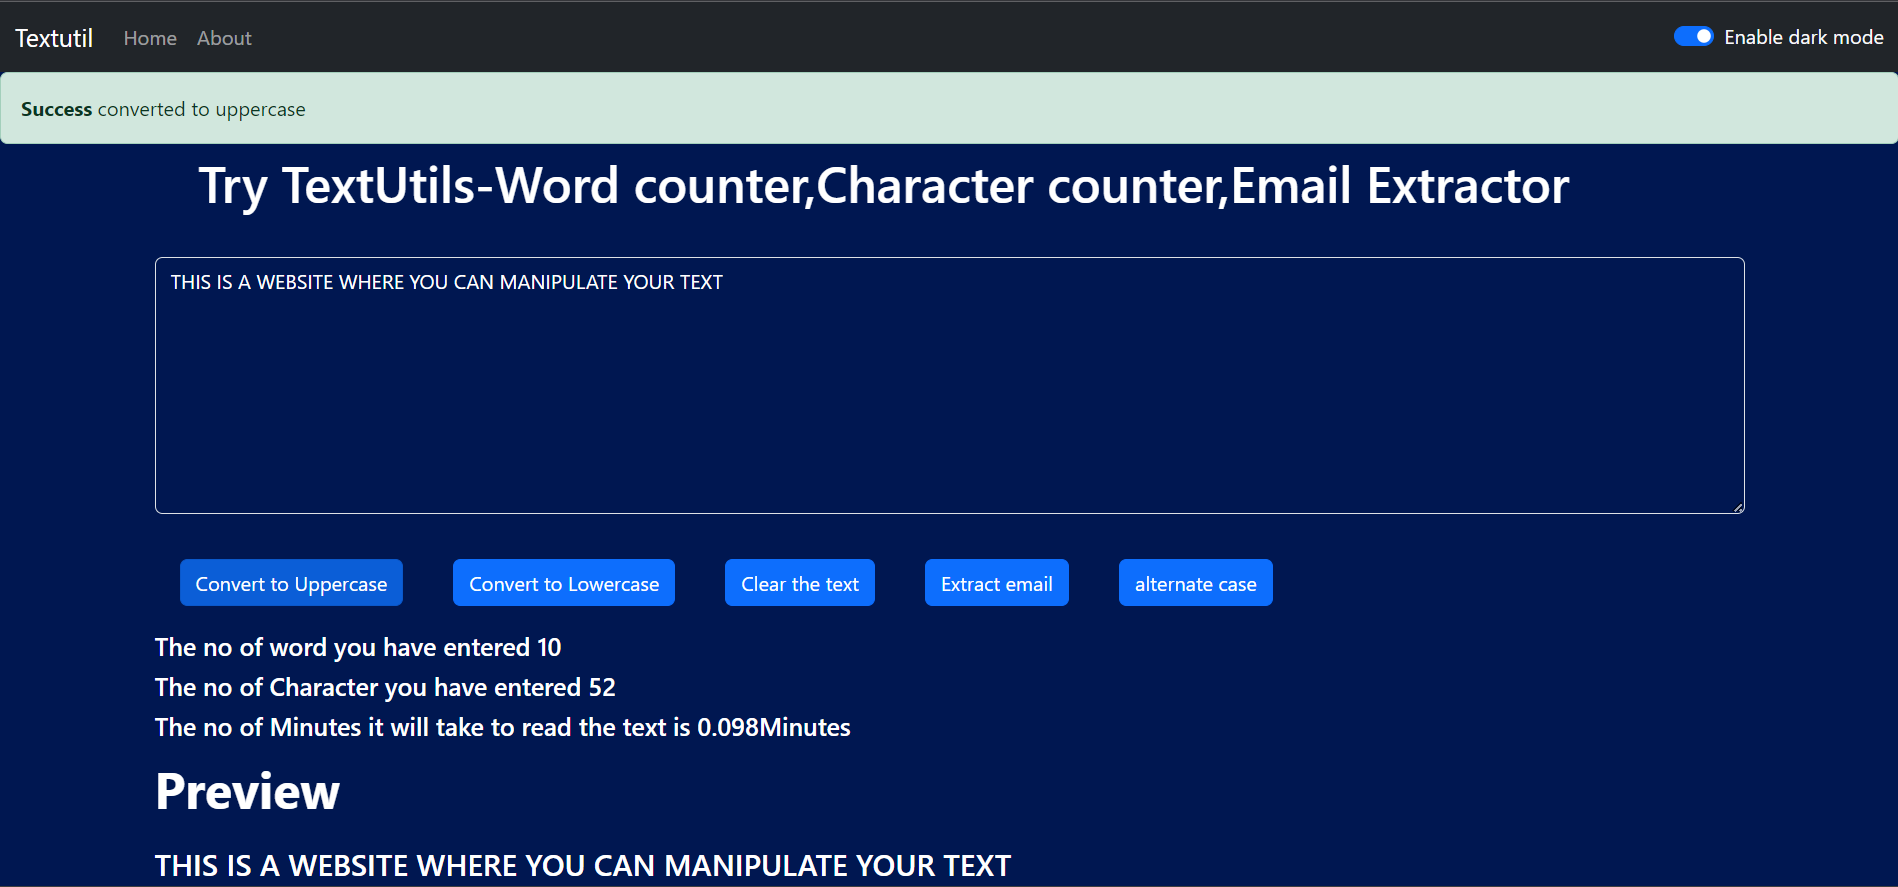 Textutil Home About Enable dark mode
Success converted to uppercase
Try TextUtils-Word counter,Character counter,Email Extractor
THIS IS A WEBSITE WHERE YOU CAN MANIPULATE YOUR TEXT
Convert to Uppercase Convert to Lowercase Clear the text Extract email alternate case
The no of word you have entered 10
The no of Character you have entered 52
The no of Minutes it will take to read the text is 0.098Minutes
Preview
THIS IS A WEBSITE WHERE YOU CAN MANIPULATE YOUR TEXT